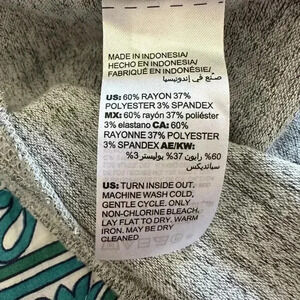 MADE IN INDONESIA/
HECHO EN INDONESIA/
FABRIQUÉ EN INDONÉSIE/
صنع في إندونيسيا
US: 60% RAYON 37%
POLYESTER 3% SPANDEX
MX: 60% rayón 37% poliéster
3% elastano CA: 60%
RAYONNE 37% POLYESTER
3% SPANDEX AE/KW:
60% رايون 37% بوليستر 3%
سبانديكس
US: TURN INSIDE OUT.
MACHINE WASH COLD,
GENTLE CYCLE. ONLY
NON-CHLORINE BLEACH,
LAY FLAT TO DRY. WARM
IRON. MAY BE DRY
CLEANED